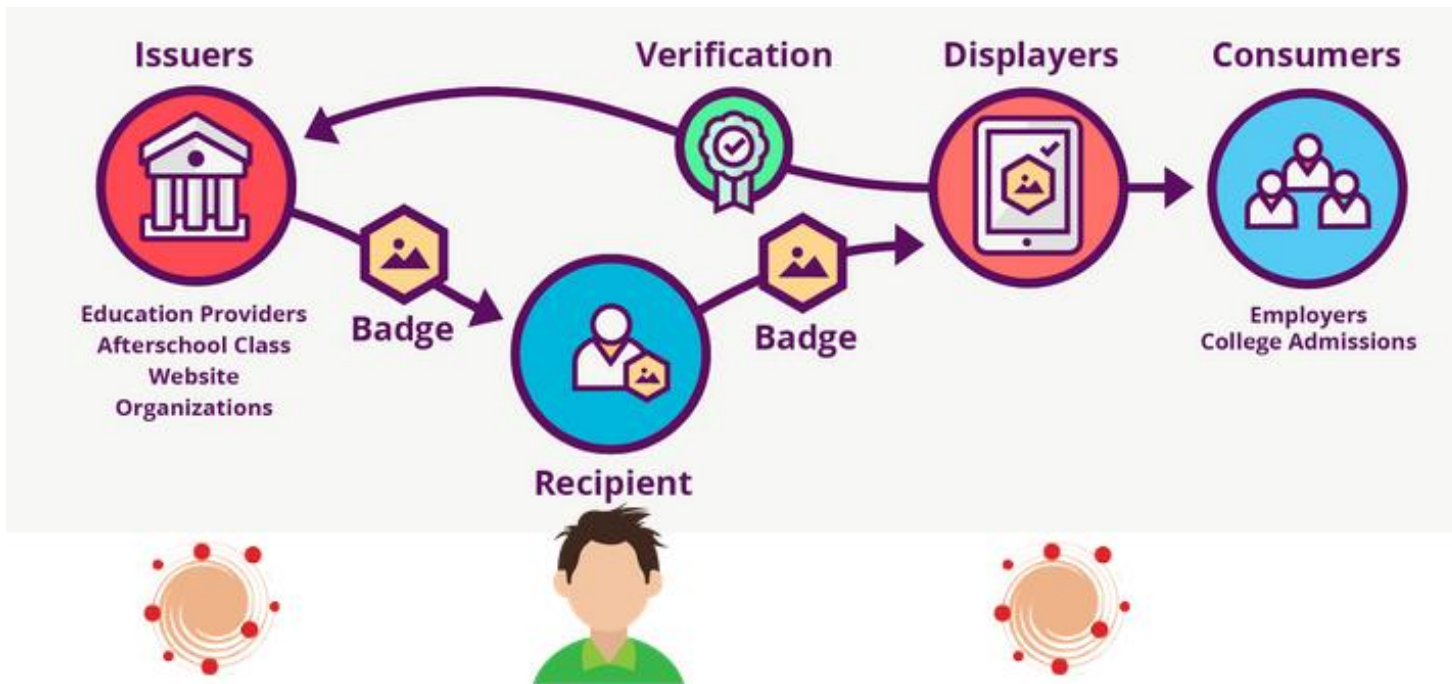 Issuers
Verification
Displayers
Consumers
Education Providers
Afterschool Class
Website
Organizations
Badge
Badge
Employers
College Admissions
Recipient